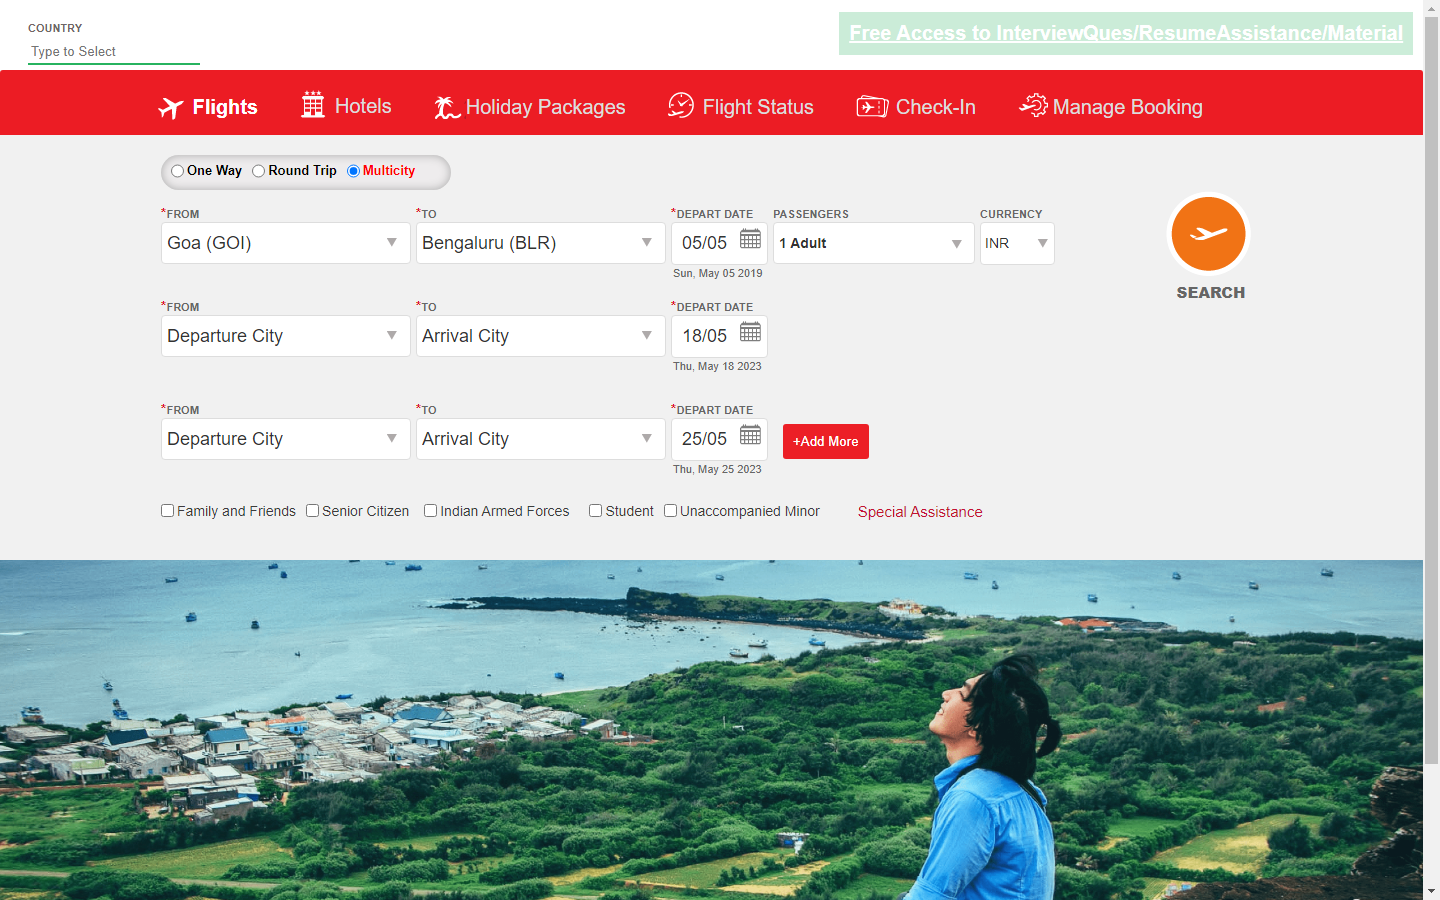 COUNTRY
Type to Select
Free Access to InterviewQues/ResumeAssistance/Material
Flights
Hotels
Holiday Packages
Flight Status
Check-In
Manage Booking
One Way
Round Trip
Multicity
*FROM
*TO
*DEPART DATE
PASSENGERS
CURRENCY
Goa (GOI)
Bengaluru (BLR)
05/05
1 Adult
INR
Sun, May 05 2019
SEARCH
*FROM
*TO
*DEPART DATE
Departure City
Arrival City
18/05
Thu, May 18 2023
*FROM
*TO
*DEPART DATE
Departure City
Arrival City
25/05
+Add More
Thu, May 25 2023
Family and Friends
Senior Citizen
Indian Armed Forces
Student
Unaccompanied Minor
Special Assistance